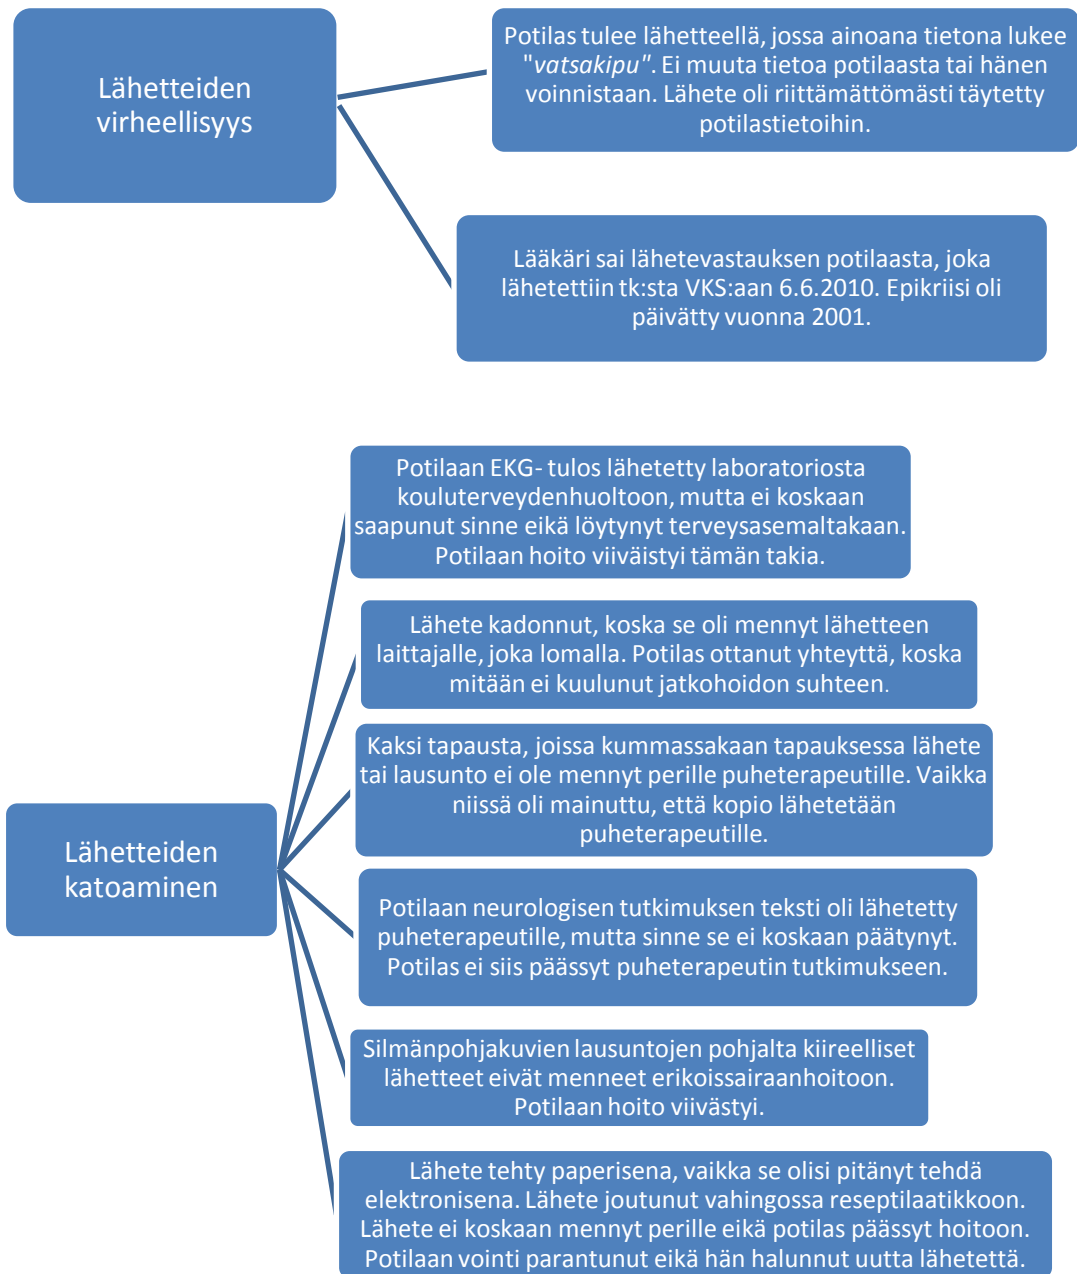 Lähetteiden
virheellisyys
Potilas tulee lähetteellä, jossa ainoana tietona lukee
"vatsakipu". Ei muuta tietoa potilaasta tai hänen
voinnistaan. Lähete oli riittämättömästi täytetty
potilastietoihin.
Lääkäri sai lähetevastauksen potilaasta, joka
lähetettiin tk:sta VKS:aan 6.6.2010. Epikriisi oli
päivätty vuonna 2001.
Lähetteiden
katoaminen
Potilaan EKG- tulos lähetetty laboratoriosta
kouluterveydenhuoltoon, mutta ei koskaan
saapunut sinne eikä löytynyt terveysasemaltakaan.
Potilaan hoito viiväistyi tämän takia.
Lähete kadonnut, koska se oli mennyt lähetteen
laittajalle, joka lomalla. Potilas ottanut yhteyttä, koska
mitään ei kuulunut jatkohoidon suhteen.
Kaksi tapausta, joissa kummassakaan tapauksessa lähete
tai lausunto ei ole mennyt perille puheterapeutille. Vaikka
niissä oli mainuttu, että kopio lähetetään
puheterapeutille.
Potilaan neurologisen tutkimuksen teksti oli lähetetty
puheterapeutille, mutta sinne se ei koskaan päätynyt.
Potilas ei siis päässyt puheterapeutin tutkimukseen.
Silmänpohjakuvien lausuntojen pohjalta kiireelliset
lähetteet eivät menneet erikoissairaanhoitoon.
Potilaan hoito viivästyi.
Lähete tehty paperisena, vaikka se olisi pitänyt tehdä
elektronisena. Lähete joutunut vahingossa reseptilaatikkoon.
Lähete ei koskaan mennyt perille eikä potilas päässyt hoitoon.
Potilaan vointi parantunut eikä hän halunnut uutta lähetettä.